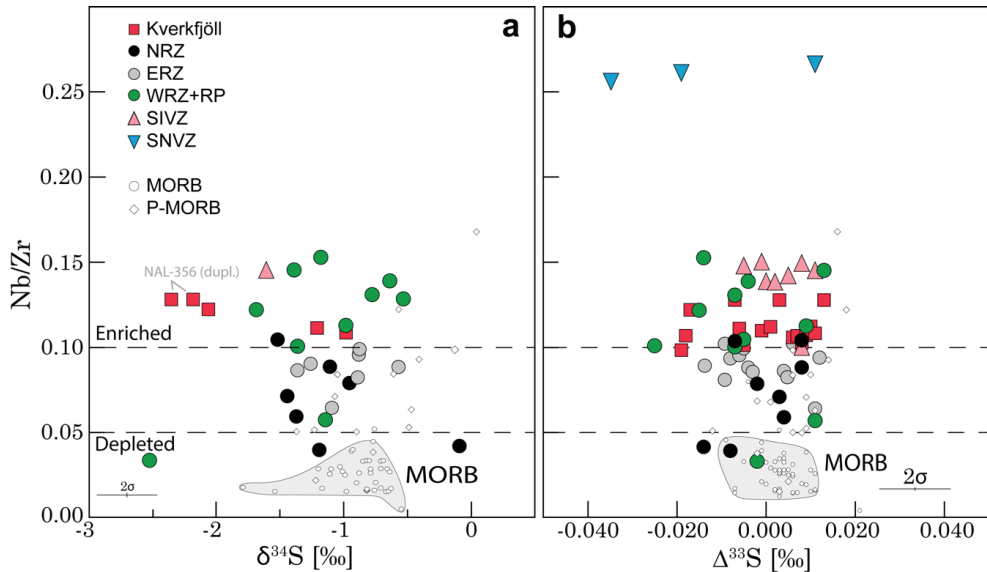 a
b
Kverkfjöll
NRZ
ERZ
WRZ+RP
SIVZ
SNVZ
MORB
P-MORB
NAL-356 (dupl.)
Enriched
Depleted
MORB
MORB
2σ
2σ
Nb/Zr
0.25
0.20
0.15
0.10
0.05
0.00
-3
-2
-1
0
-0.040
-0.020
0.000
0.020
0.040
δ³⁴S [‰]
Δ³³S [‰]